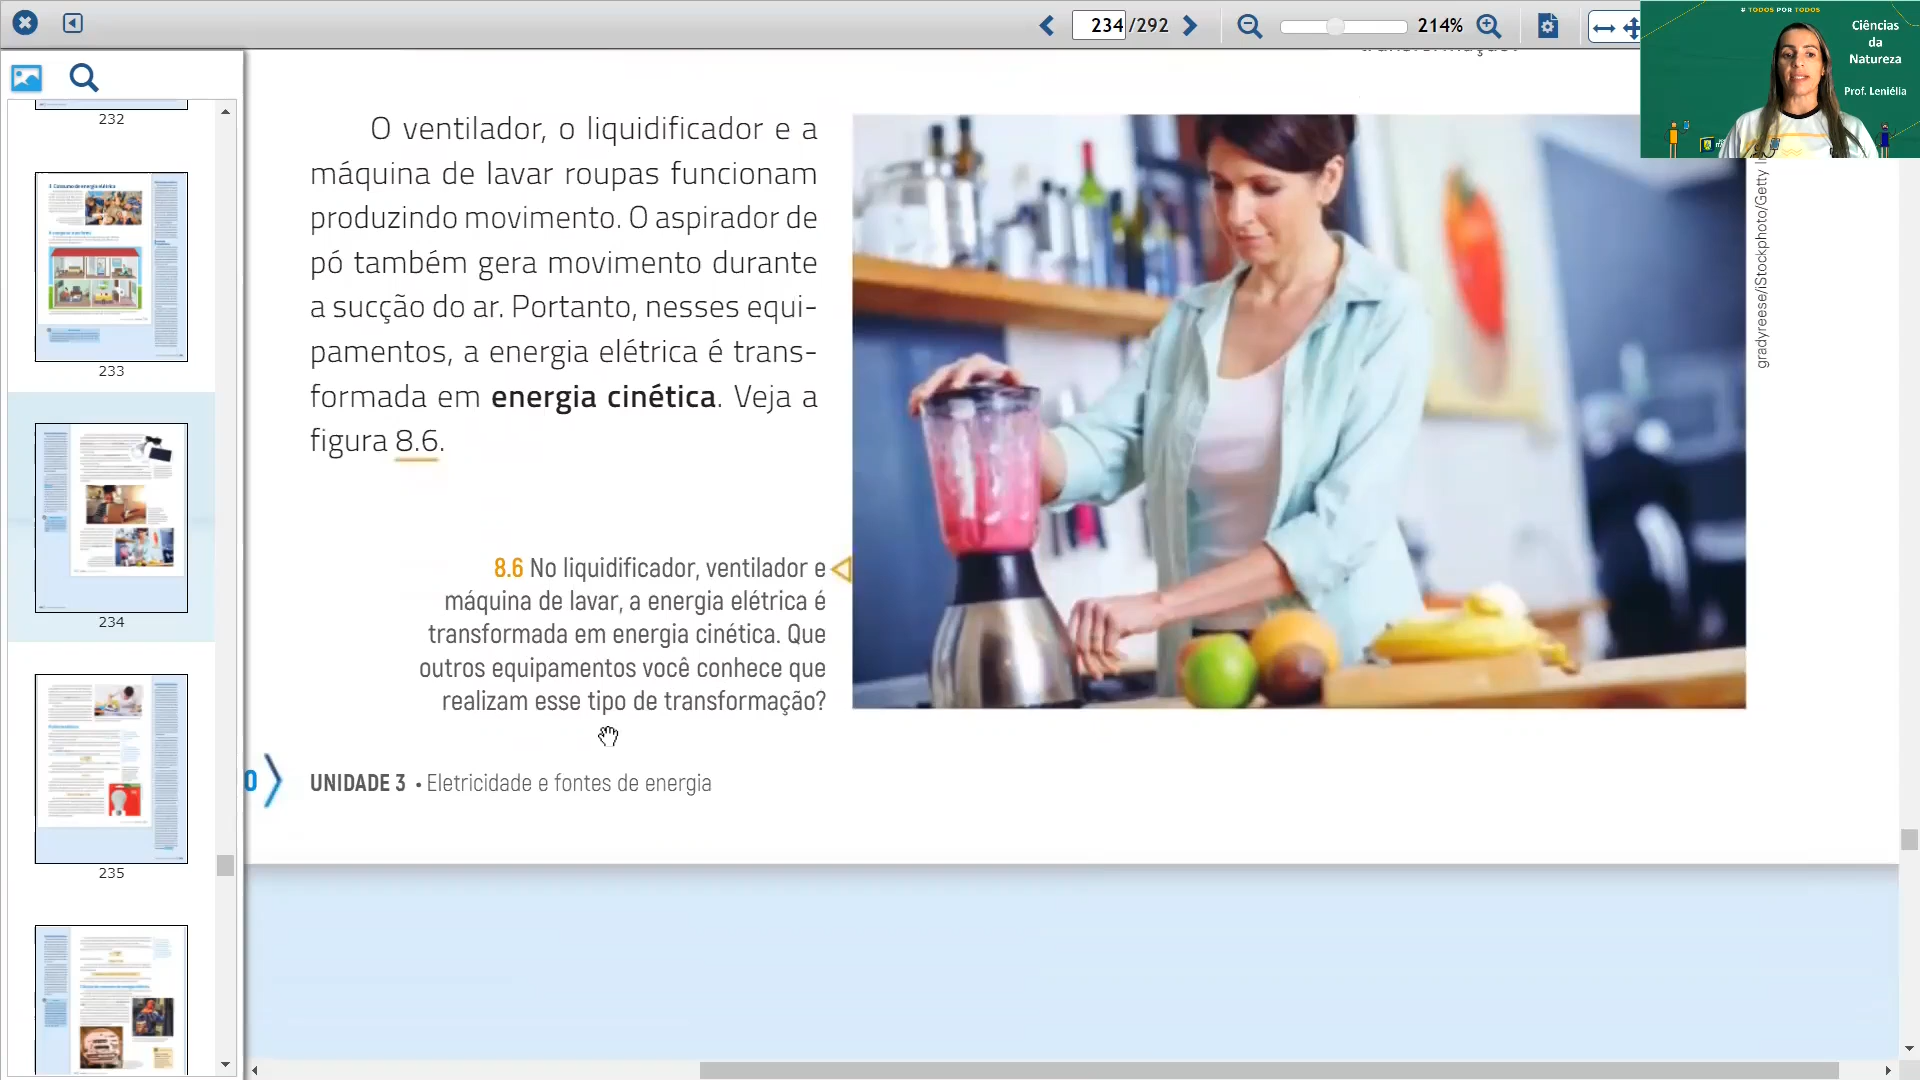 234 /292
214%
# TODOS POR TODOS
Ciências
da
Natureza
Prof. Leniélia
232
233
234
235
O ventilador, o liquidificador e a
máquina de lavar roupas funcionam
produzindo movimento. O aspirador de
pó também gera movimento durante
a sucção do ar. Portanto, nesses equi-
pamentos, a energia elétrica é trans-
formada em energia cinética. Veja a
figura 8.6.
8.6 No liquidificador, ventilador e
máquina de lavar, a energia elétrica é
transformada em energia cinética. Que
outros equipamentos você conhece que
realizam esse tipo de transformação?
gradyreese/iStockphoto/Getty
0
UNIDADE 3 • Eletricidade e fontes de energia